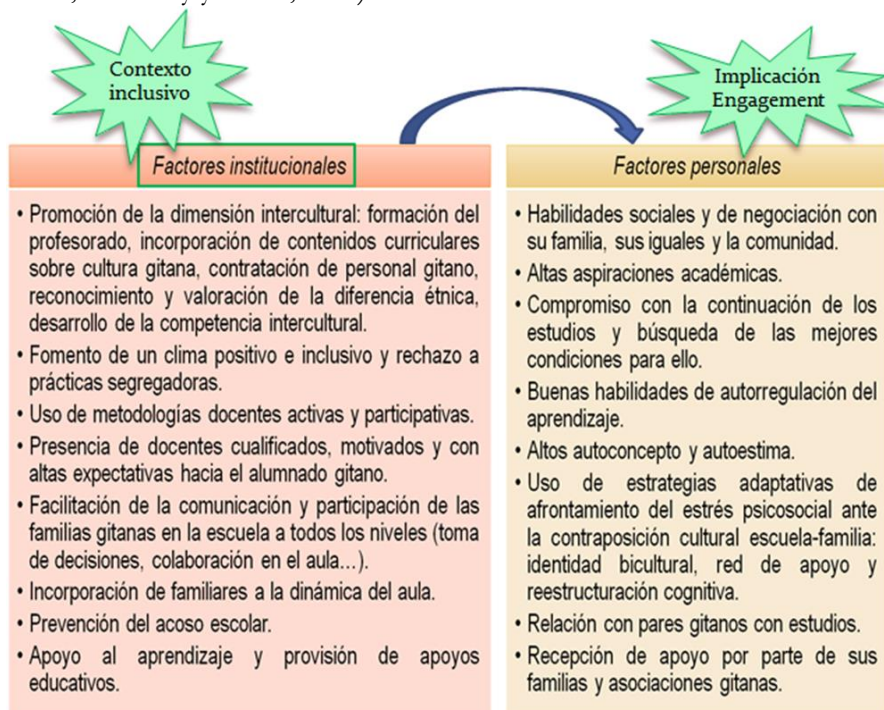 Contexto
inclusivo
Implicación
Engagement
Factores institucionales
• Promoción de la dimensión intercultural: formación del
profesorado, incorporación de contenidos curriculares
sobre cultura gitana, contratación de personal gitano,
reconocimiento y valoración de la diferencia étnica,
desarrollo de la competencia intercultural.
• Fomento de un clima positivo e inclusivo y rechazo a
prácticas segregadoras.
• Uso de metodologías docentes activas y participativas.
• Presencia de docentes cualificados, motivados y con
altas expectativas hacia el alumnado gitano.
• Facilitación de la comunicación y participación de las
familias gitanas en la escuela a todos los niveles (toma
de decisiones, colaboración en el aula...).
• Incorporación de familiares a la dinámica del aula.
• Prevención del acoso escolar.
• Apoyo al aprendizaje y provisión de apoyos
educativos.
Factores personales
• Habilidades sociales y de negociación con
su familia, sus iguales y la comunidad.
• Altas aspiraciones académicas.
• Compromiso con la continuación de los
estudios y búsqueda de las mejores
condiciones para ello.
• Buenas habilidades de autorregulación del
aprendizaje.
• Altos autoconcepto y autoestima.
• Uso de estrategias adaptativas de
afrontamiento del estrés psicosocial ante
la contraposición cultural escuela-familia:
identidad bicultural, red de apoyo y
reestructuración cognitiva.
• Relación con pares gitanos con estudios.
• Recepción de apoyo por parte de sus
familias y asociaciones gitanas.